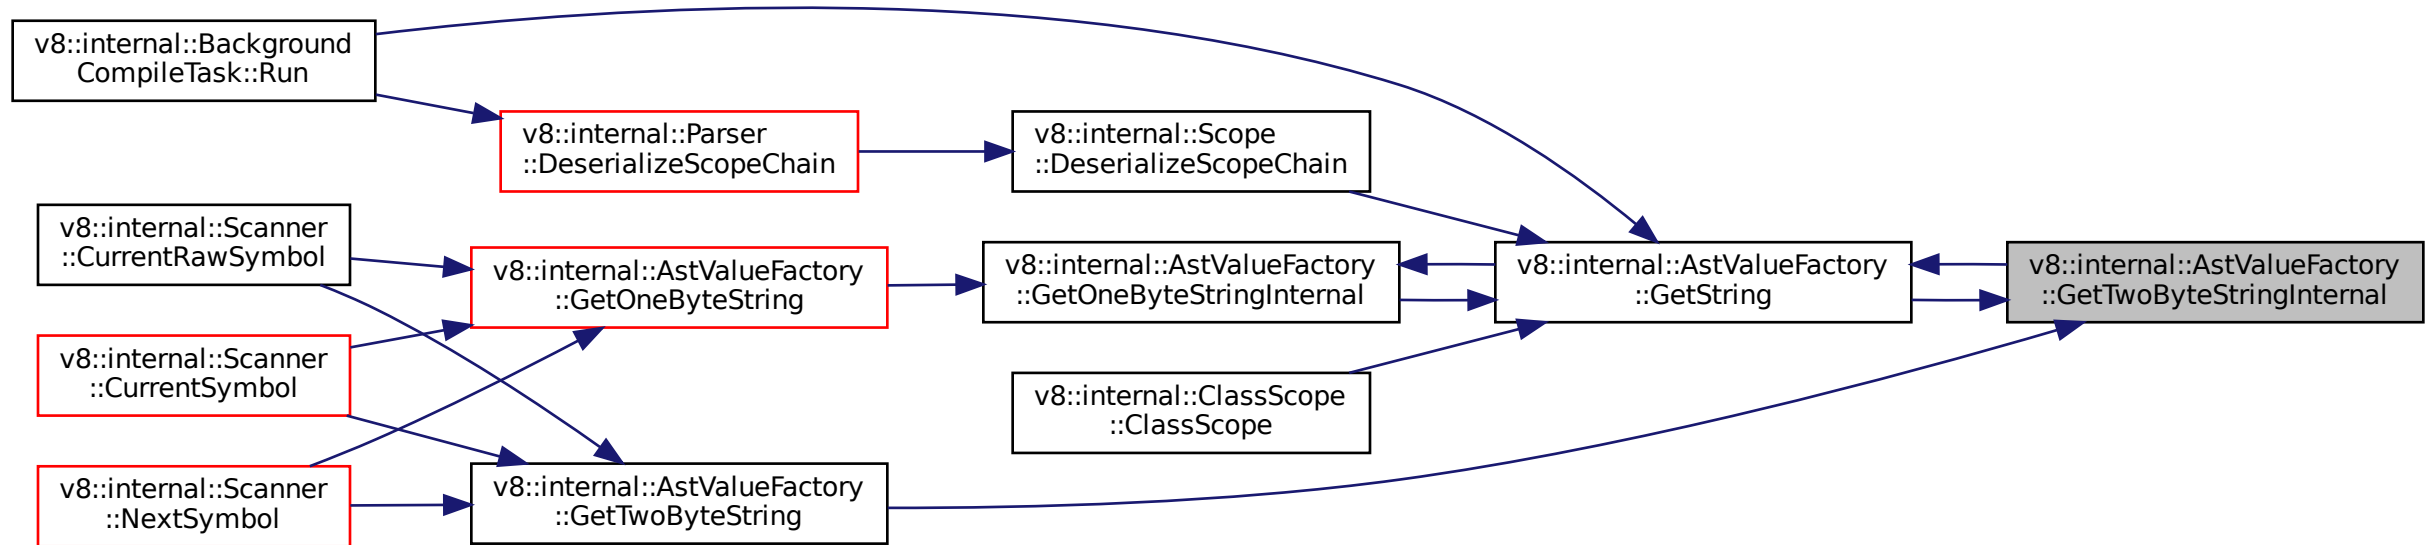 v8::internal::Background
CompileTask::Run
v8::internal::Parser
::DeserializeScopeChain
v8::internal::Scope
::DeserializeScopeChain
v8::internal::Scanner
::CurrentRawSymbol
v8::internal::AstValueFactory
::GetOneByteString
v8::internal::AstValueFactory
::GetOneByteStringInternal
v8::internal::AstValueFactory
::GetString
v8::internal::AstValueFactory
::GetTwoByteStringInternal
v8::internal::Scanner
::CurrentSymbol
v8::internal::ClassScope
::ClassScope
v8::internal::Scanner
::NextSymbol
v8::internal::AstValueFactory
::GetTwoByteString